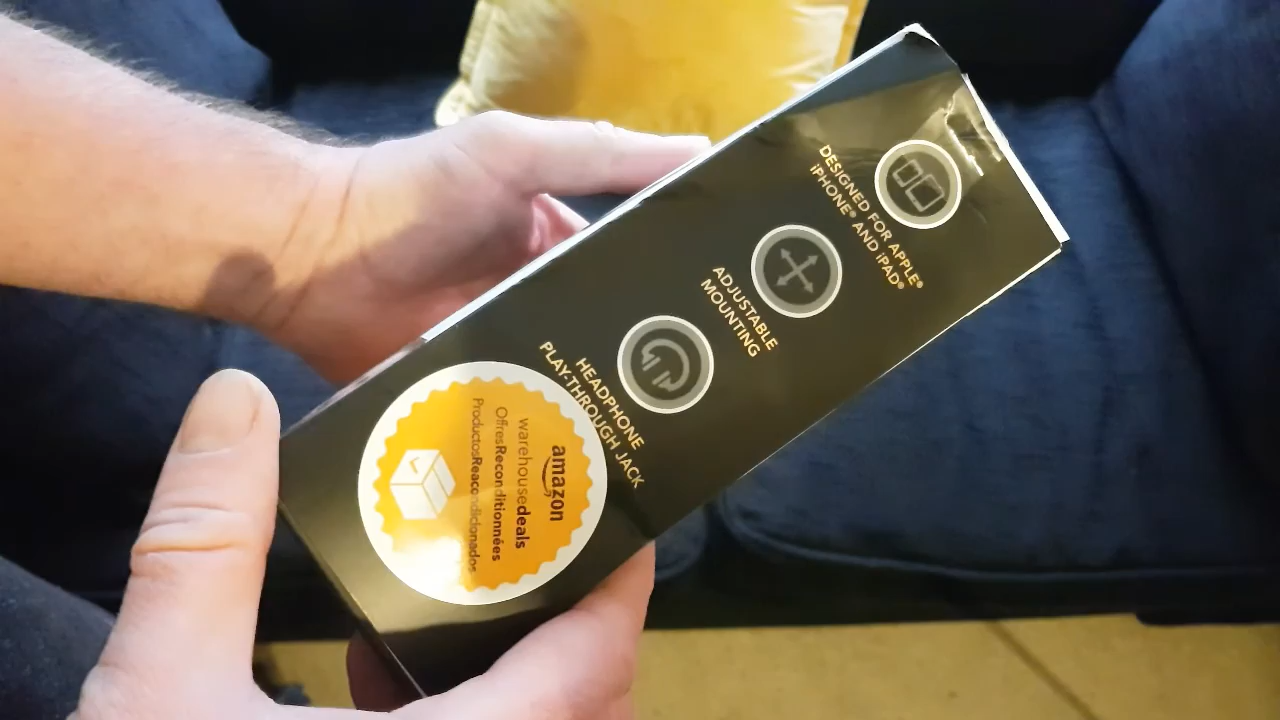 DESIGNED FOR APPLE®
iPHONE® AND iPAD®
ADJUSTABLE
MOUNTING
HEADPHONE
PLAY-THROUGH JACK
amazon
warehousedeals
OffresReconditionnées
ProductosReacondicionados